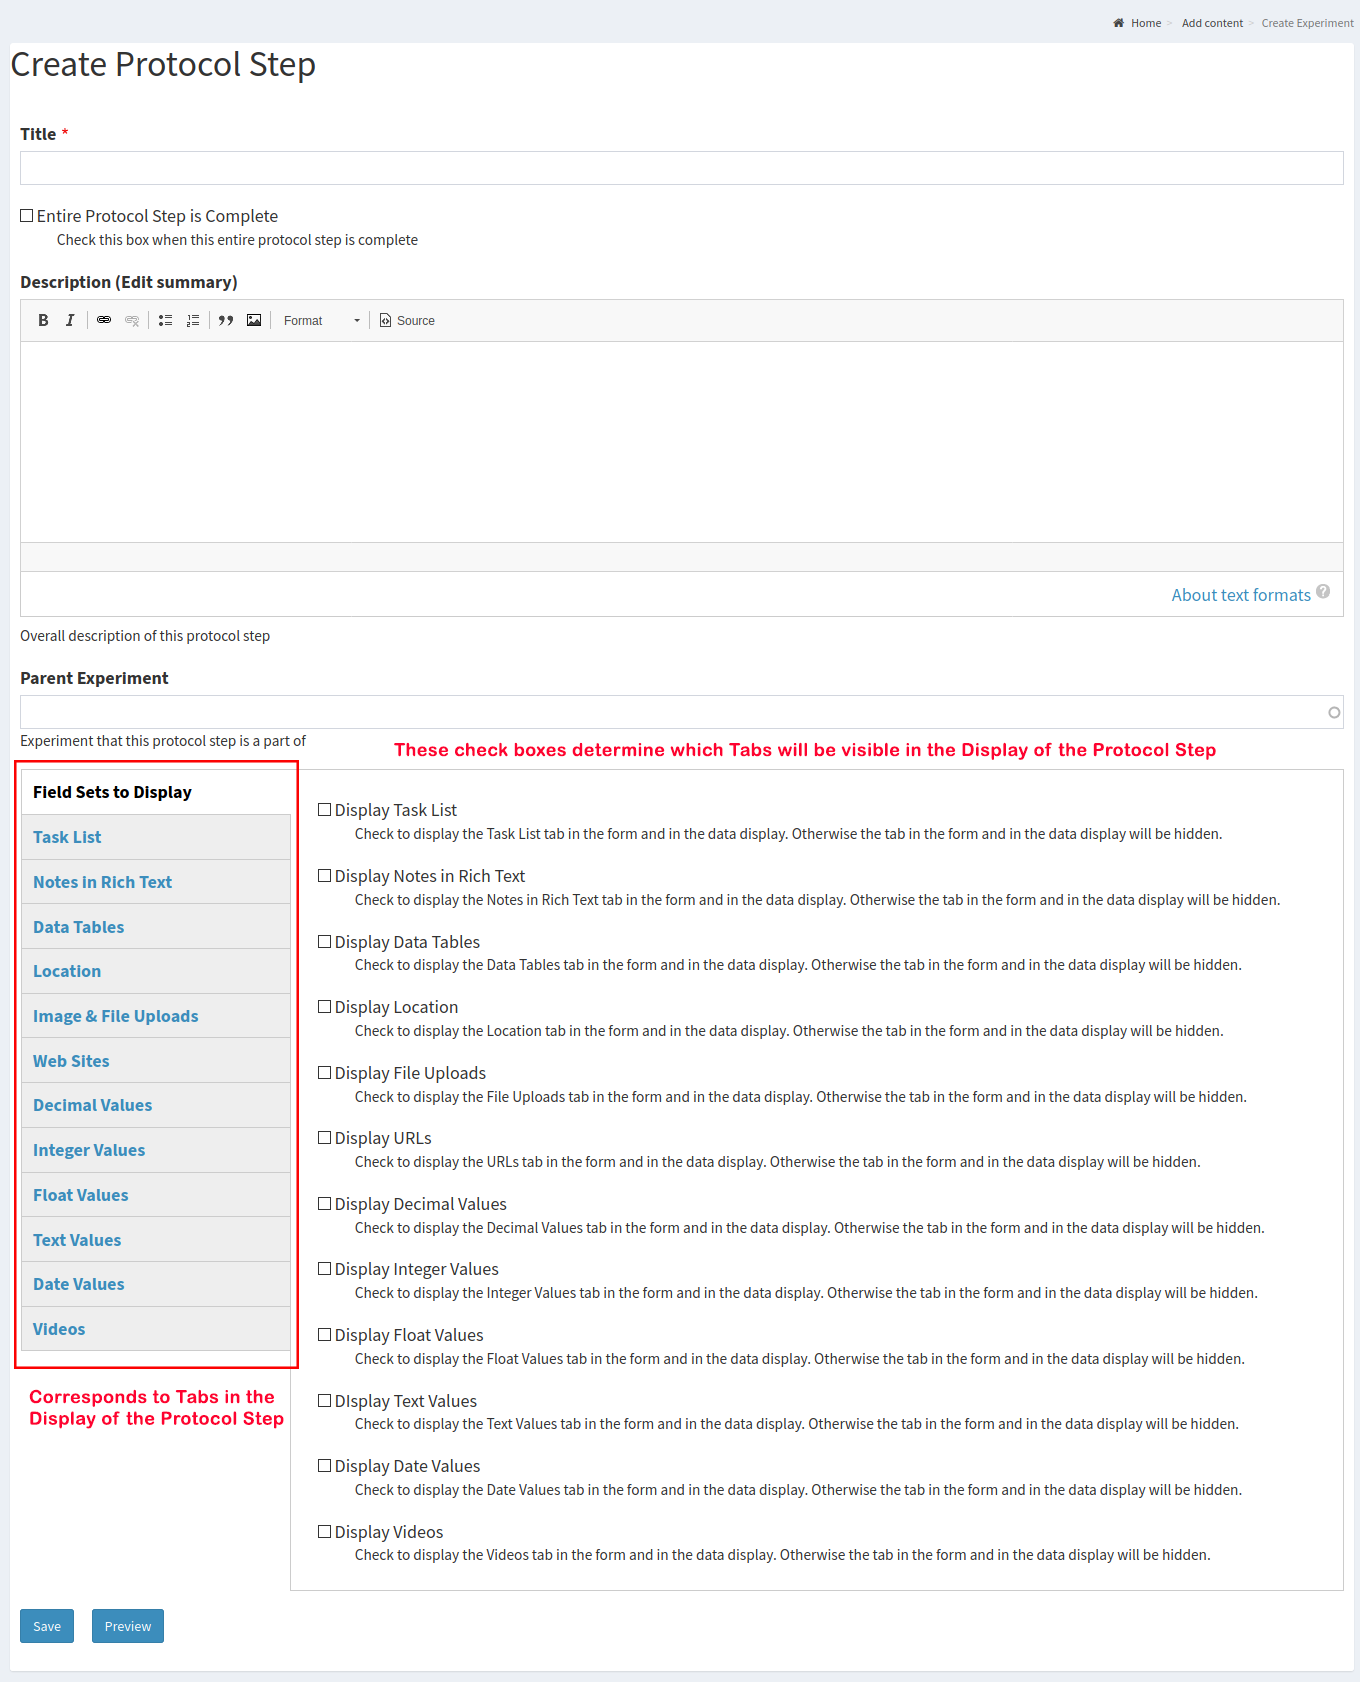 Home > Add content > Create Experiment
Create Protocol Step
Title *
Entire Protocol Step is Complete
Check this box when this entire protocol step is complete
Description (Edit summary)
B I Format Source
About text formats ?
Overall description of this protocol step
Parent Experiment
Experiment that this protocol step is a part of
These check boxes determine which Tabs will be visible in the Display of the Protocol Step
Field Sets to Display
Task List
Notes in Rich Text
Data Tables
Location
Image & File Uploads
Web Sites
Decimal Values
Integer Values
Float Values
Text Values
Date Values
Videos
Corresponds to Tabs in the
Display of the Protocol Step
Display Task List
Check to display the Task List tab in the form and in the data display. Otherwise the tab in the form and in the data display will be hidden.
Display Notes in Rich Text
Check to display the Notes in Rich Text tab in the form and in the data display. Otherwise the tab in the form and in the data display will be hidden.
Display Data Tables
Check to display the Data Tables tab in the form and in the data display. Otherwise the tab in the form and in the data display will be hidden.
Display Location
Check to display the Location tab in the form and in the data display. Otherwise the tab in the form and in the data display will be hidden.
Display File Uploads
Check to display the File Uploads tab in the form and in the data display. Otherwise the tab in the form and in the data display will be hidden.
Display URLs
Check to display the URLs tab in the form and in the data display. Otherwise the tab in the form and in the data display will be hidden.
Display Decimal Values
Check to display the Decimal Values tab in the form and in the data display. Otherwise the tab in the form and in the data display will be hidden.
Display Integer Values
Check to display the Integer Values tab in the form and in the data display. Otherwise the tab in the form and in the data display will be hidden.
Display Float Values
Check to display the Float Values tab in the form and in the data display. Otherwise the tab in the form and in the data display will be hidden.
DIsplay Text Values
Check to display the Text Values tab in the form and in the data display. Otherwise the tab in the form and in the data display will be hidden.
Display Date Values
Check to display the Date Values tab in the form and in the data display. Otherwise the tab in the form and in the data display will be hidden.
Display Videos
Check to display the Videos tab in the form and in the data display. Otherwise the tab in the form and in the data display will be hidden.
Save Preview